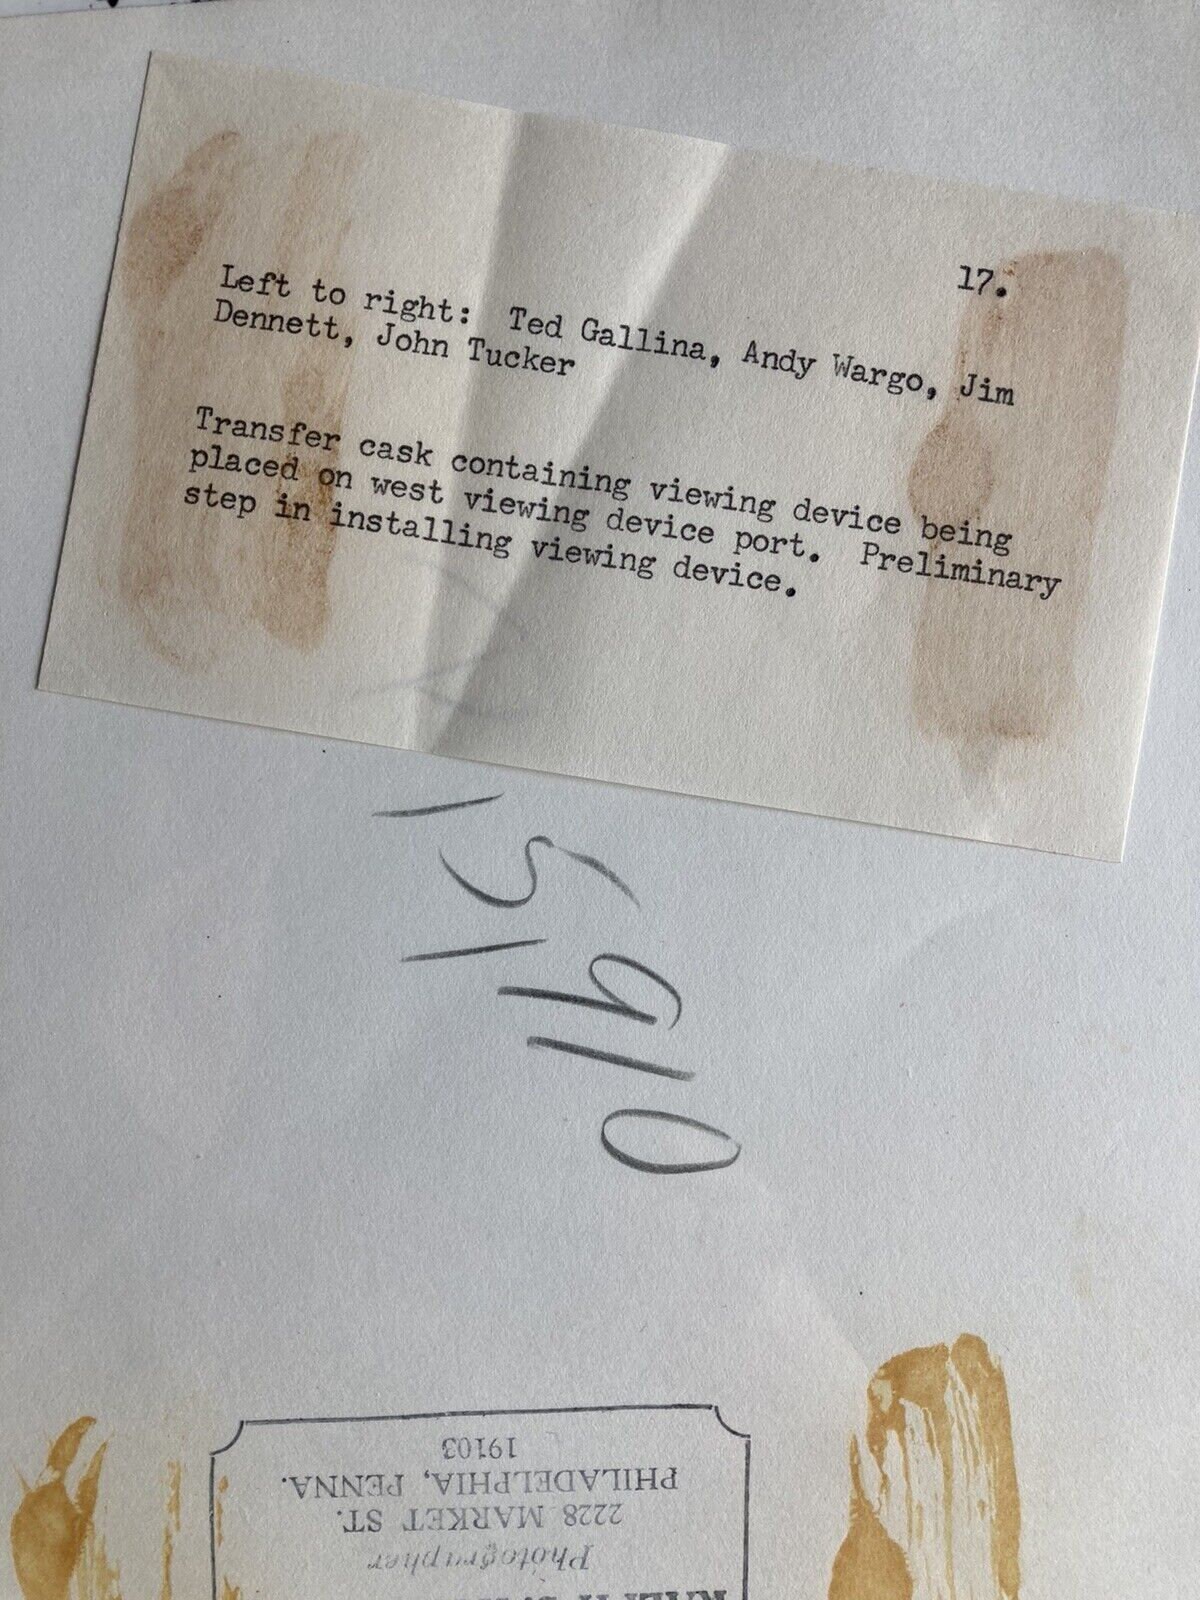 17.
Left to right: Ted Gallina, Andy Wargo, Jim
Dennett, John Tucker
Transfer cask containing viewing device being
placed on west viewing device port. Preliminary
step in installing viewing device.
Photographer
2228 MARKET ST.
PHILADELPHIA, PENNA.
19103